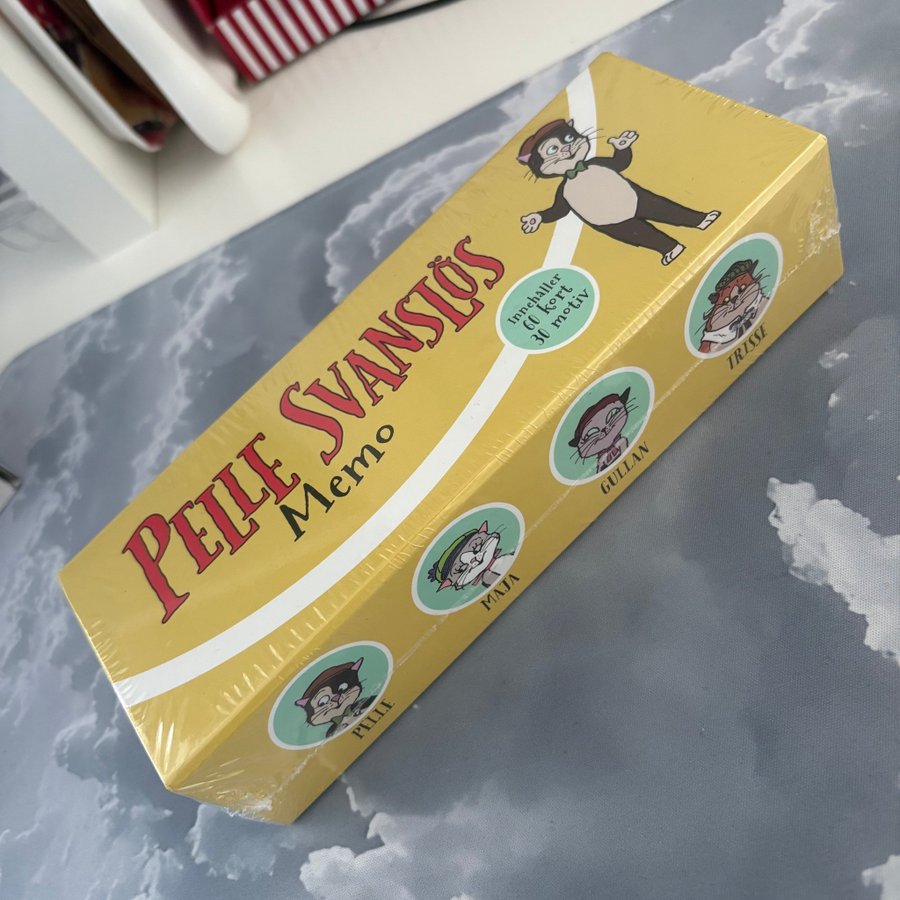 PELLE SVANSLÖS
Memo
Innehåller
60 kort
30 motiv
PELLE
MAJA
GULLAN
TRISSE